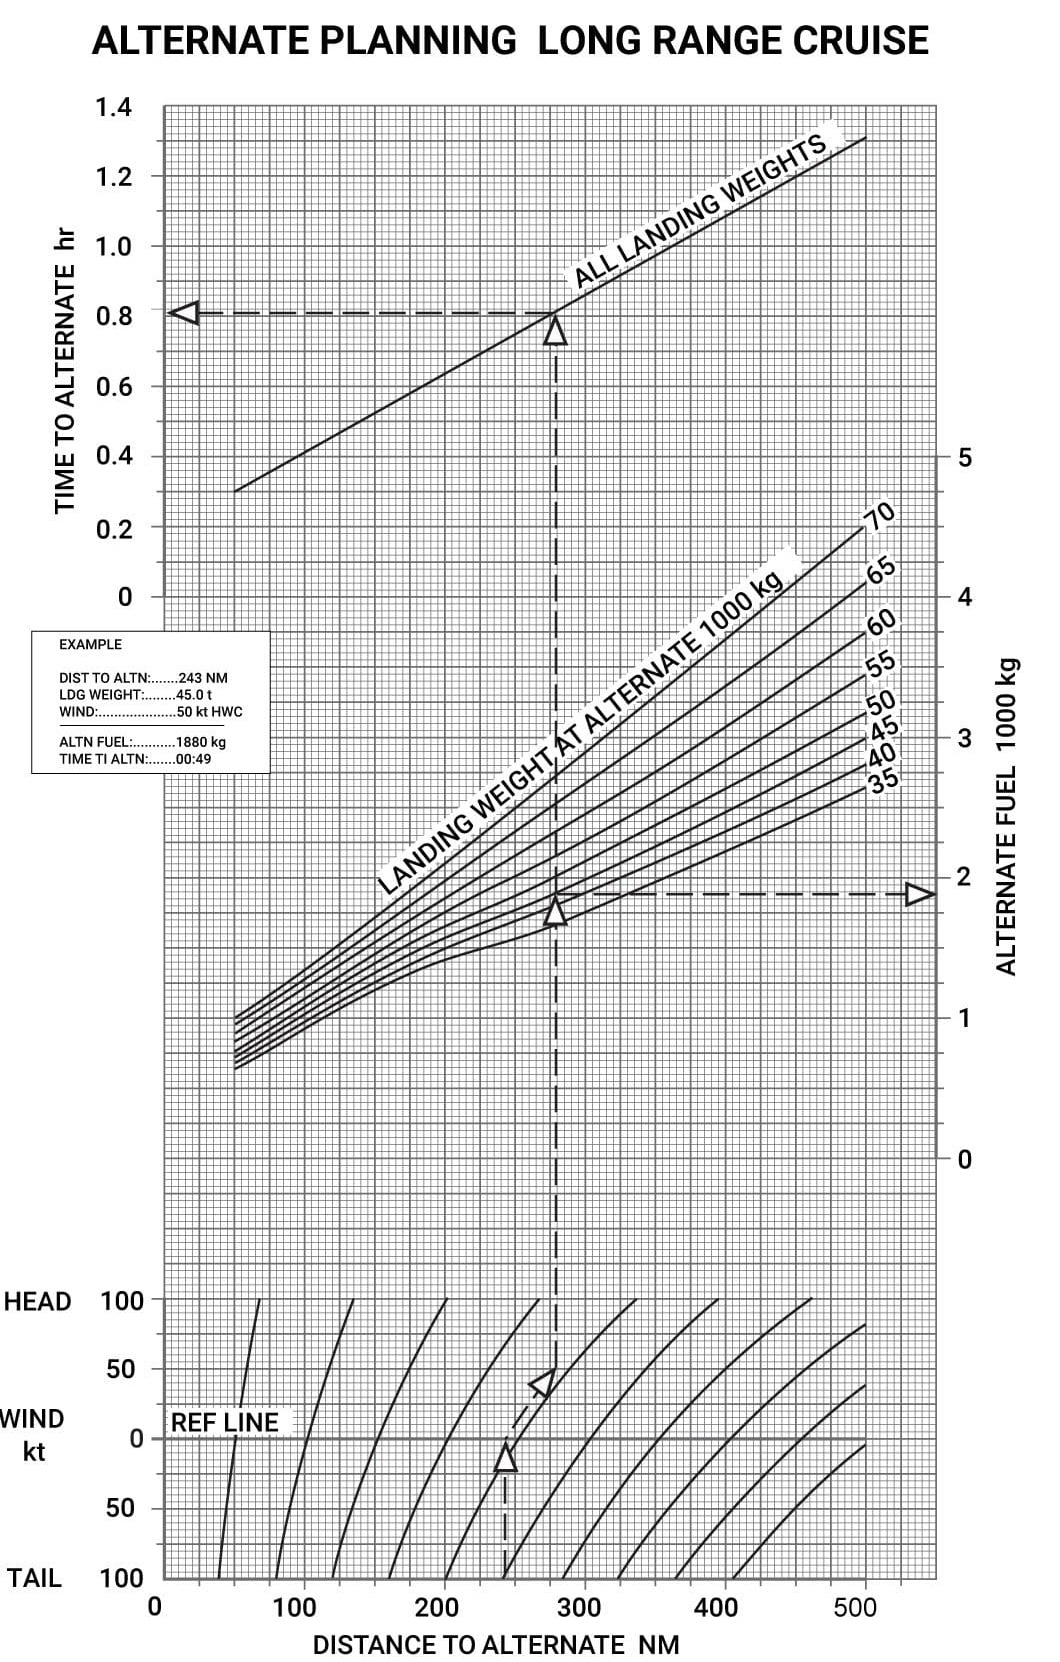 ALTERNATE PLANNING LONG RANGE CRUISE
1.4
1.2
1.0
0.8
0.6
0.4
0.2
0
TIME TO ALTERNATE hr
ALL LANDING WEIGHTS
5
4
3
2
1
0
ALTERNATE FUEL 1000 kg
LANDING WEIGHT AT ALTERNATE 1000 kg
70
65
60
55
50
45
40
35
EXAMPLE
DIST TO ALTN:.......243 NM
LDG WEIGHT:........45.0 t
WIND:....................50 kt HWC
ALTN FUEL:...........1880 kg
TIME TI ALTN:.......00:49
HEAD 100
50
WIND
kt
REF LINE
0
50
TAIL 100
0 100 200 300 400 500
DISTANCE TO ALTERNATE NM